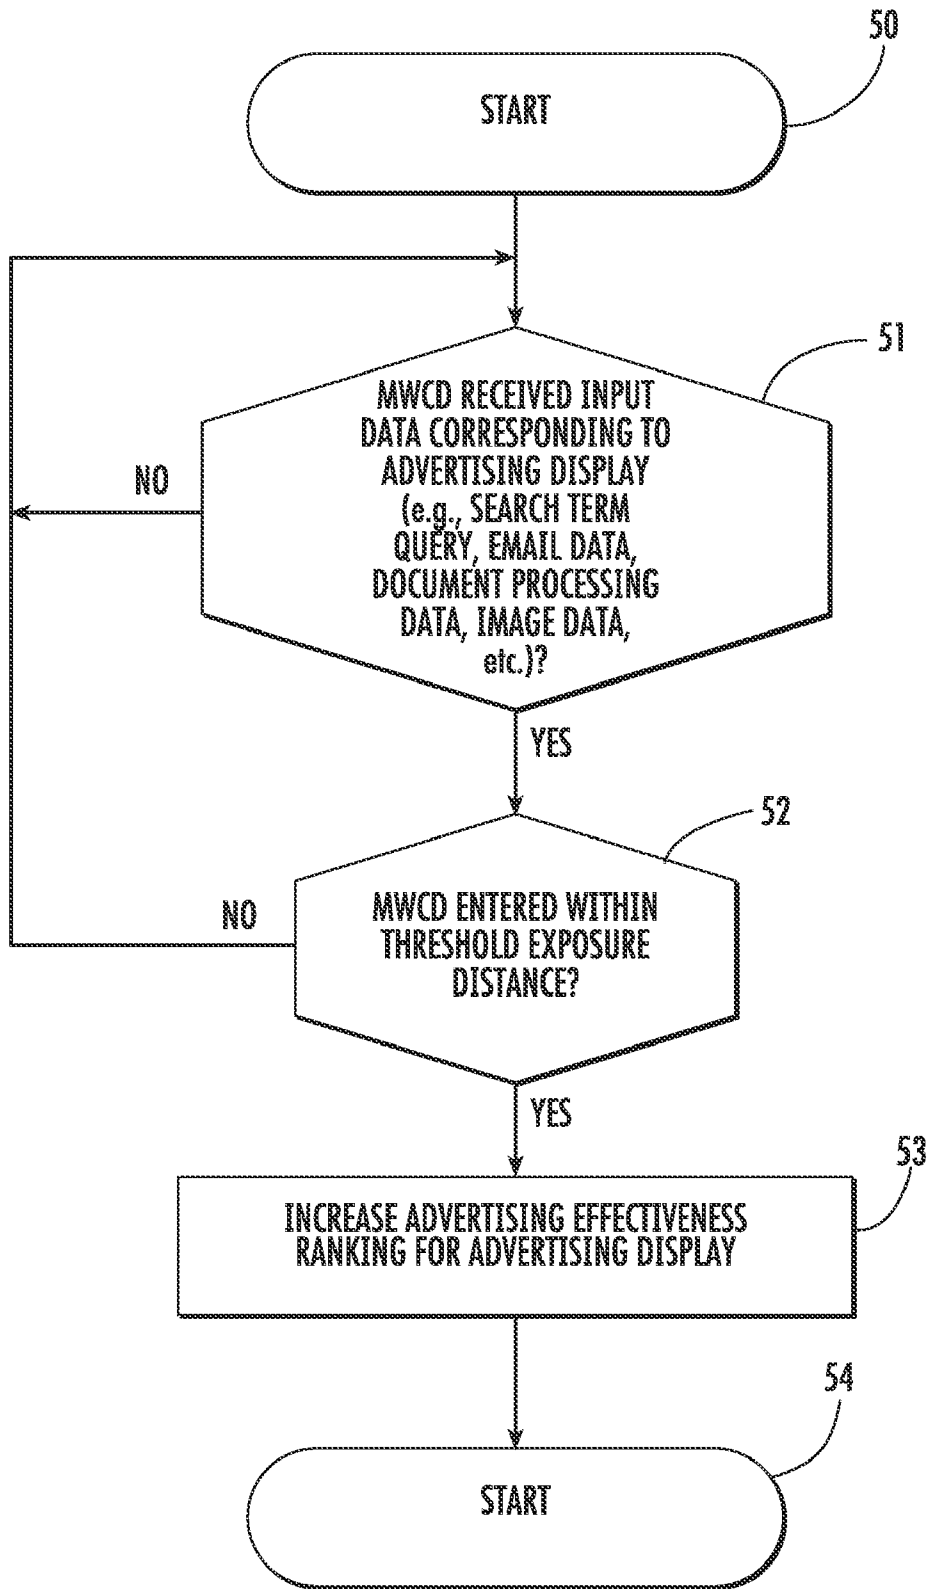 50
START
51
MWCD RECEIVED INPUT
DATA CORRESPONDING TO
ADVERTISING DISPLAY
(e.g., SEARCH TERM
QUERY, EMAIL DATA,
DOCUMENT PROCESSING
DATA, IMAGE DATA,
etc.)?
NO
YES
52
MWCD ENTERED WITHIN
THRESHOLD EXPOSURE
DISTANCE?
NO
YES
53
INCREASE ADVERTISING EFFECTIVENESS
RANKING FOR ADVERTISING DISPLAY
54
START